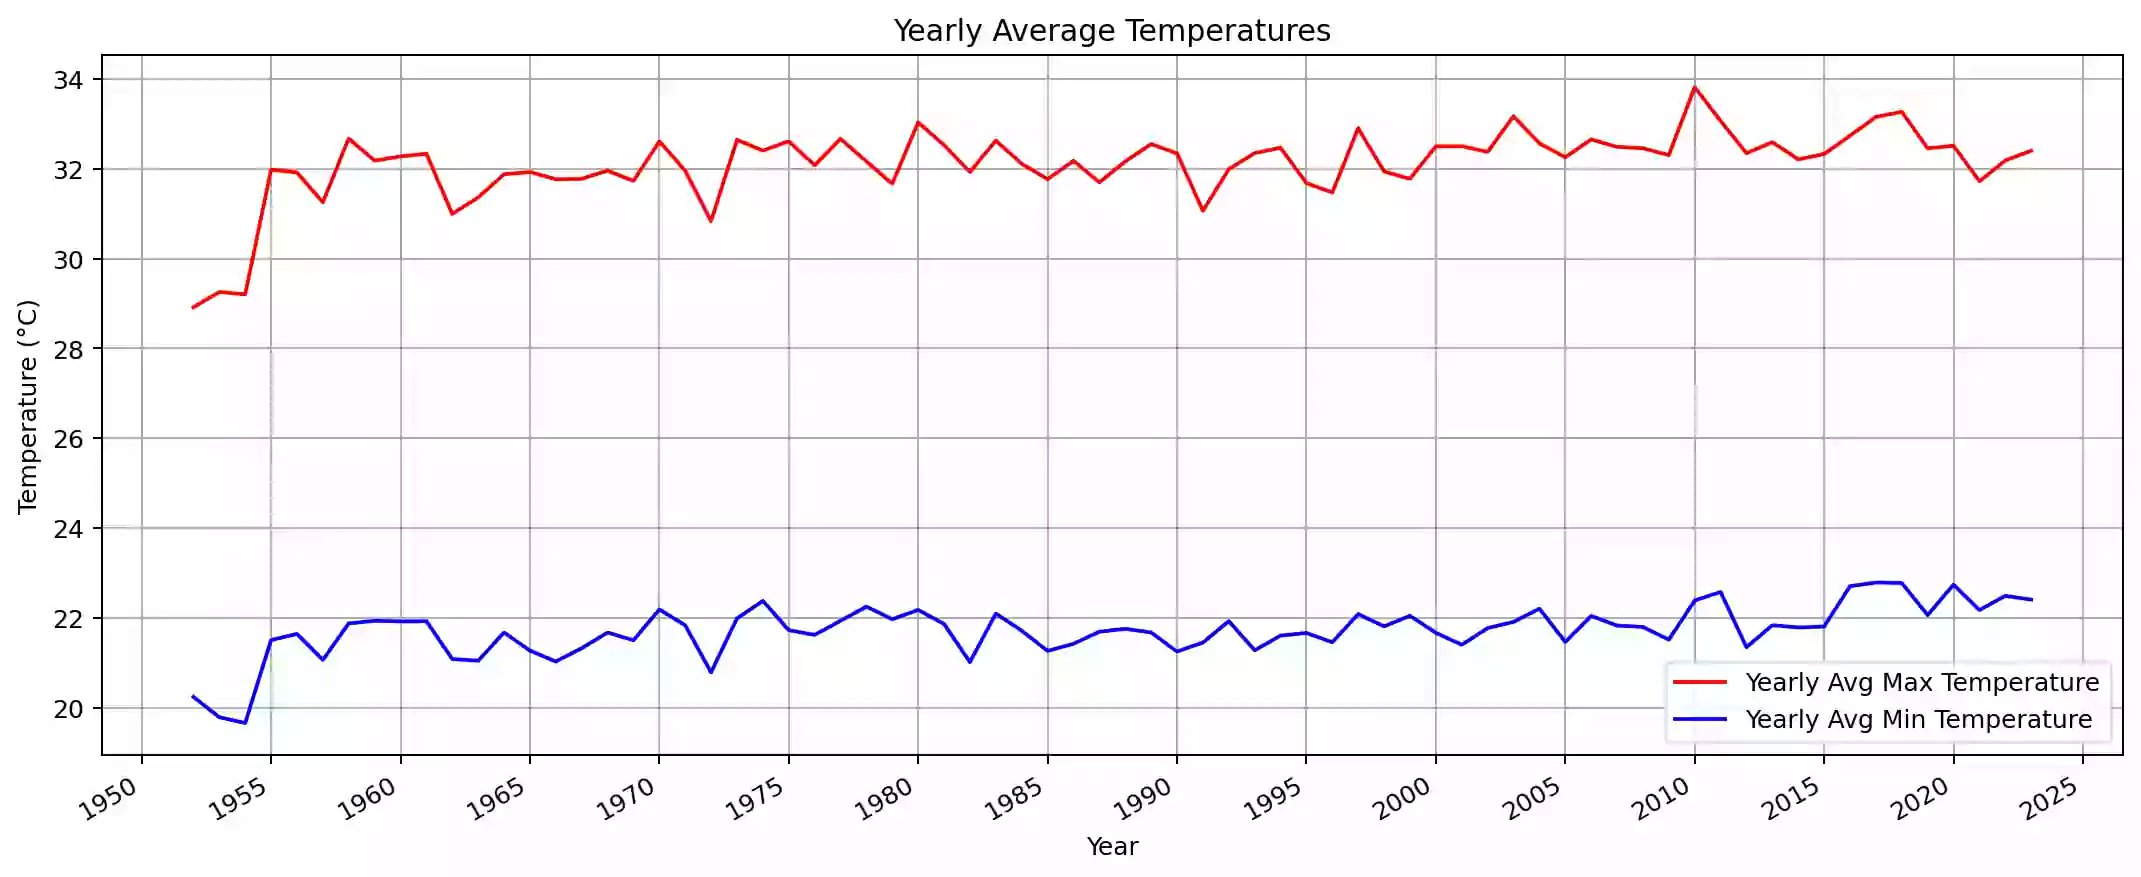 Yearly Average Temperatures
34
32
30
28
26
24
22
20
Temperature (°C)
Yearly Avg Max Temperature
Yearly Avg Min Temperature
1950 1955 1960 1965 1970 1975 1980 1985 1990 1995 2000 2005 2010 2015 2020 2025
Year